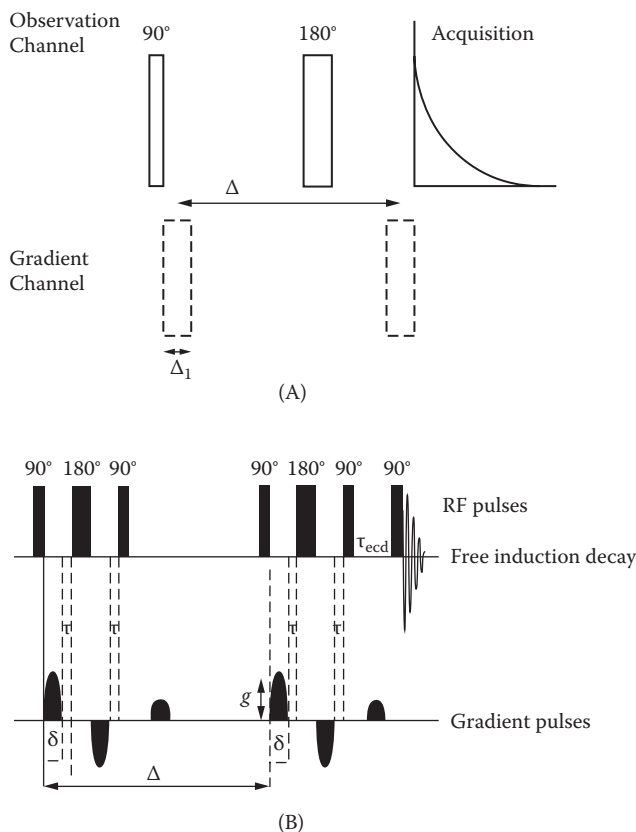 Observation
Channel
90°
180°
Acquisition
Δ
Gradient
Channel
Δ1
(A)
90° 180° 90°
90° 180° 90° 90°
RF pulses
τecd
Free induction decay
τ τ τ τ
g
Gradient pulses
δ δ
Δ
(B)